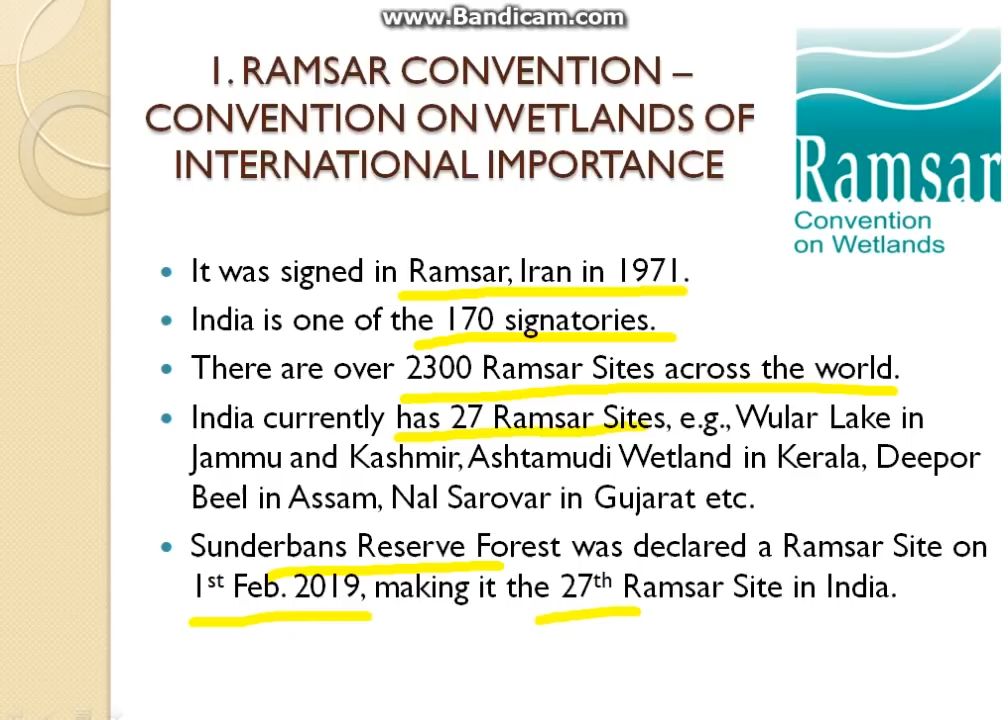 www.Bandicam.com
1. RAMSAR CONVENTION –
CONVENTION ON WETLANDS OF
INTERNATIONAL IMPORTANCE
Ramsar
Convention
on Wetlands
• It was signed in Ramsar, Iran in 1971.
• India is one of the 170 signatories.
• There are over 2300 Ramsar Sites across the world.
• India currently has 27 Ramsar Sites, e.g., Wular Lake in
Jammu and Kashmir, Ashtamudi Wetland in Kerala, Deepor
Beel in Assam, Nal Sarovar in Gujarat etc.
• Sunderbans Reserve Forest was declared a Ramsar Site on
1st Feb. 2019, making it the 27th Ramsar Site in India.